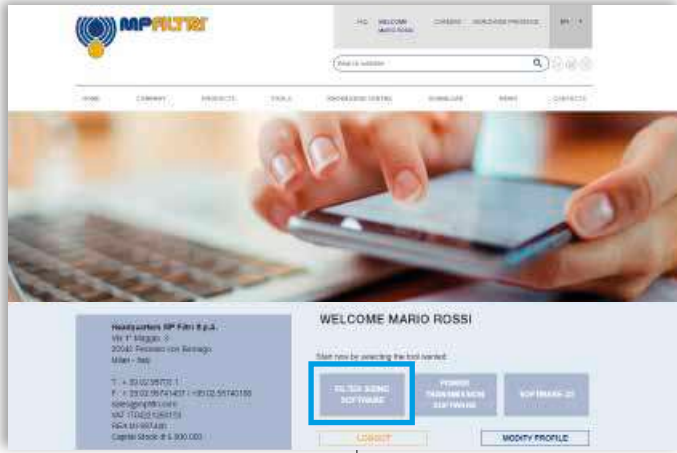 MPFILTRI
FAQ WELCOME MARIO ROSSI CAREERS WORLDWIDE PRESENCE EN
Search website
HOME COMPANY PRODUCTS TOOLS KNOWLEDGE CENTRE DOWNLOAD NEWS CONTACTS
Headquarters MP Filtri S.p.A.
Via 1° Maggio, 3
20042 Pessano con Bornago
Milan - Italy
WELCOME MARIO ROSSI
Start now by selecting the tool wanted
FILTER SIZING
SOFTWARE
POWER
TRANSMISSION
SOFTWARE
SOFTWARE 2D
LOGOUT
MODIFY PROFILE